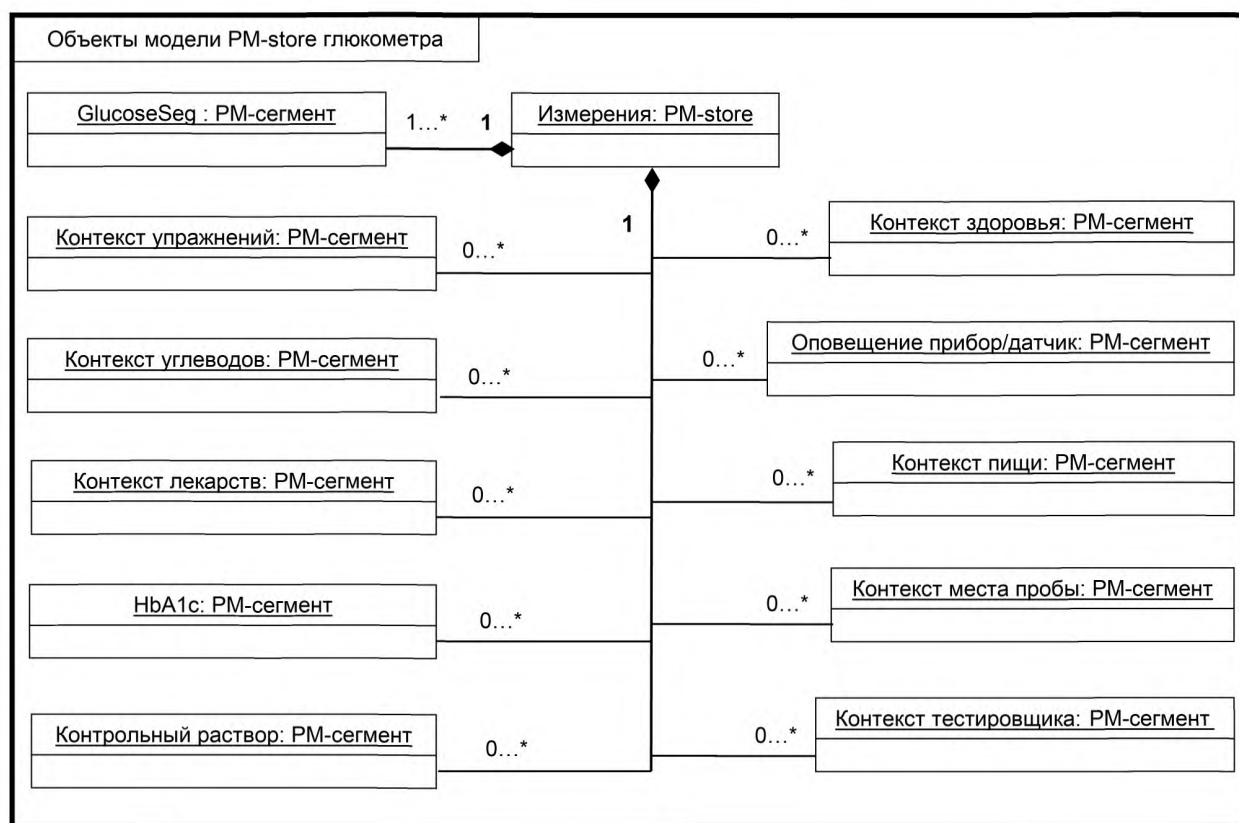 Объекты модели PM-store глюкометра
GlucoseSeg : PM-сегмент
1…*
1
Измерения: PM-store
1
Контекст упражнений: PM-сегмент
0…*
0…*
Контекст здоровья: PM-сегмент
Контекст углеводов: PM-сегмент
0…*
0…*
Оповещение прибор/датчик: PM-сегмент
Контекст лекарств: PM-сегмент
0…*
0…*
Контекст пищи: PM-сегмент
HbA1c: PM-сегмент
0…*
0…*
Контекст места пробы: PM-сегмент
Контрольный раствор: PM-сегмент
0…*
0…*
Контекст тестировщика: PM-сегмент